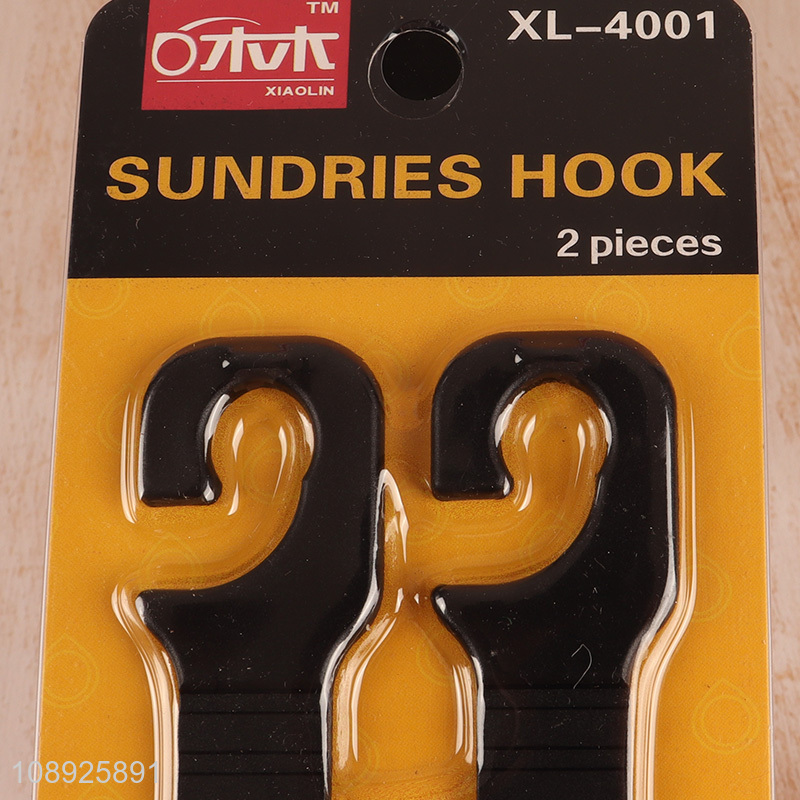 TM
XL-4001
XIAOLIN
SUNDRIES HOOK
2 pieces
108925891